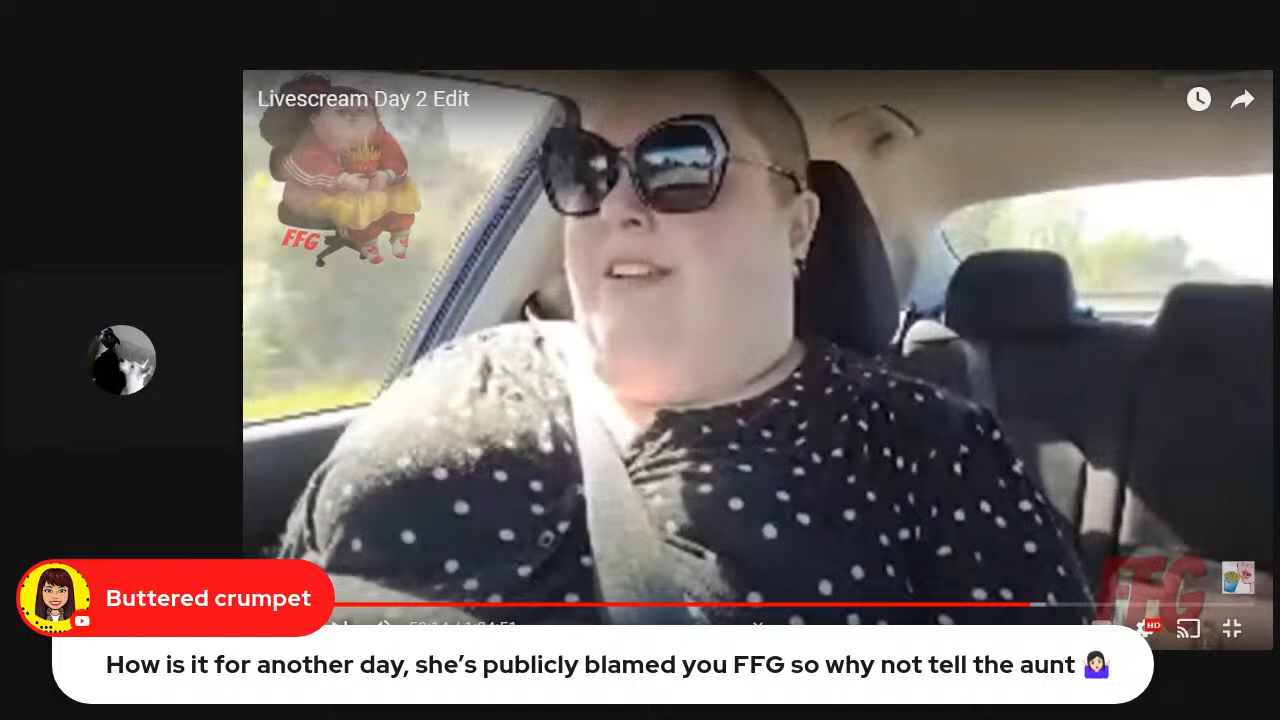 Livescream Day 2 Edit
FFG
FFG
HD
Buttered crumpet
How is it for another day, she’s publicly blamed you FFG so why not tell the aunt 🤷🏻‍♀️